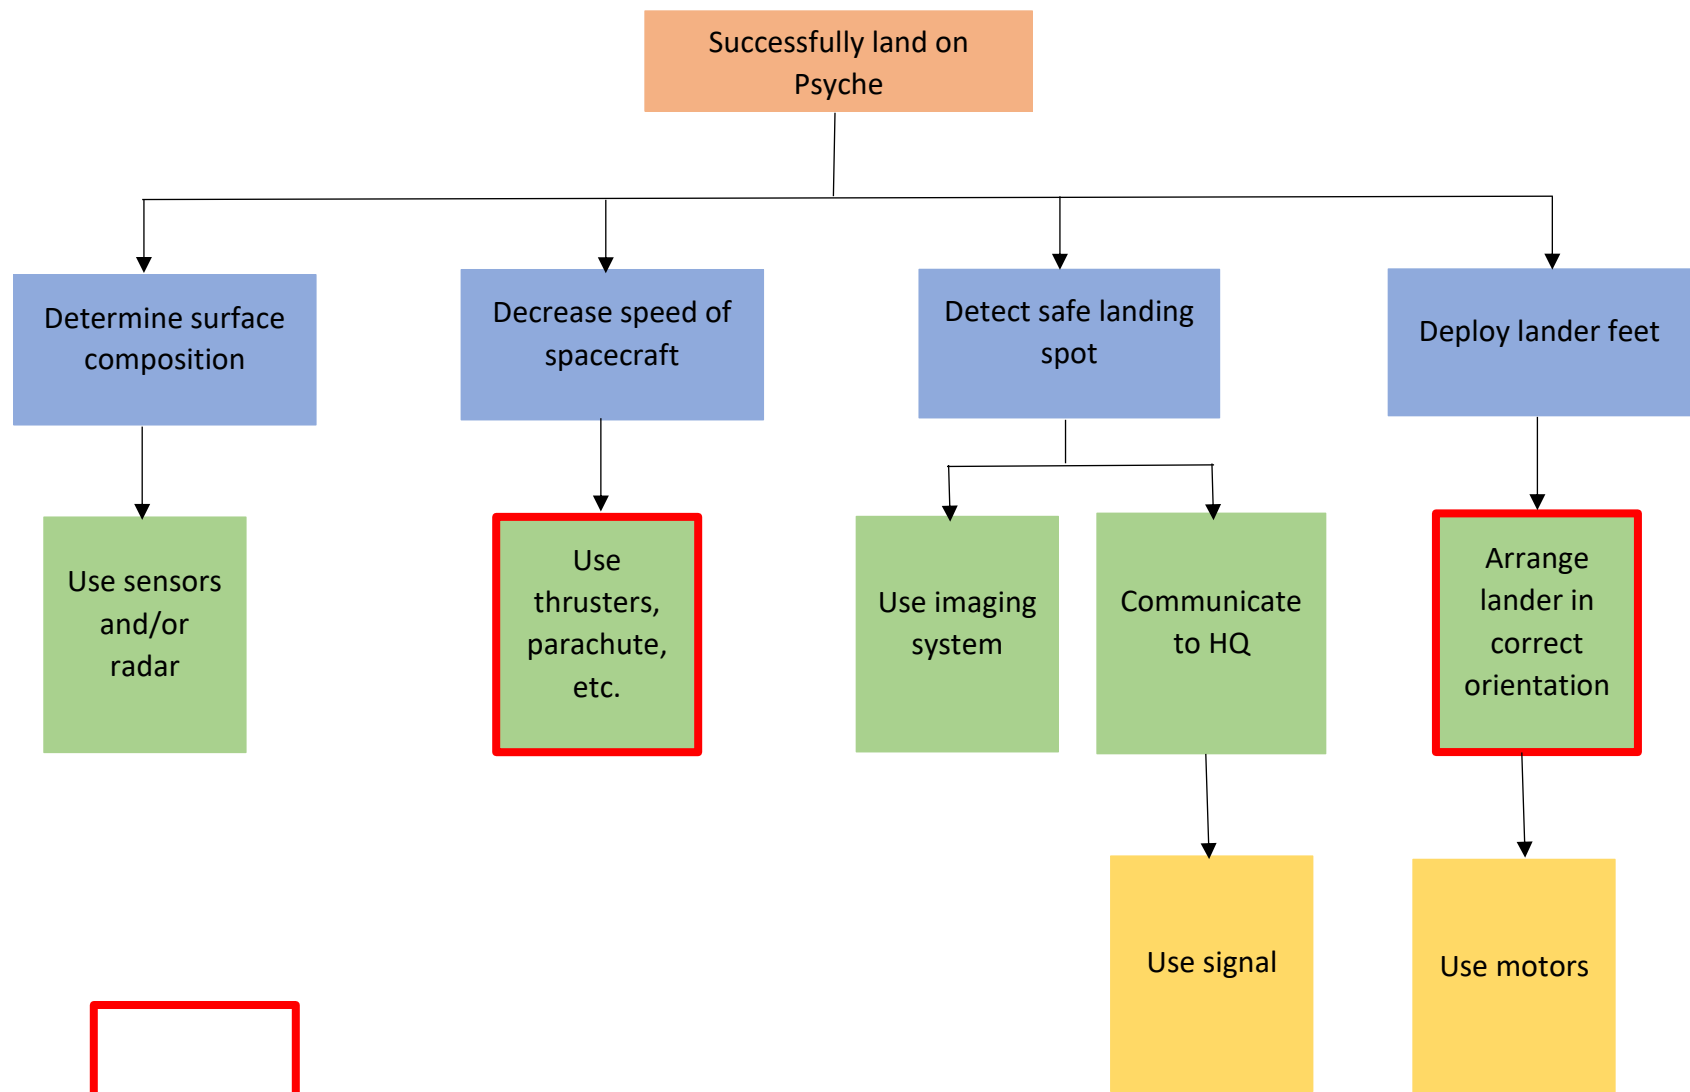 Successfully land on
Psyche
Determine surface
composition
Decrease speed of
spacecraft
Detect safe landing
spot
Deploy lander feet
Use sensors
and/or
radar
Use
thrusters,
parachute,
etc.
Use imaging
system
Communicate
to HQ
Arrange
lander in
correct
orientation
Use signal
Use motors